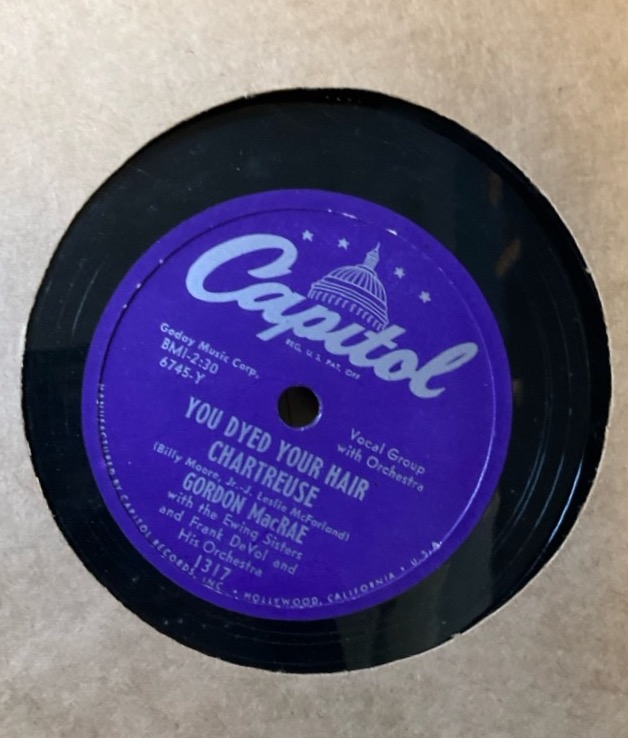 Capitol
REG. U.S. PAT. OFF
Goday Music Corp.
BMI-2:30
6745-Y
Vocal Group
with Orchestra
YOU DYED YOUR HAIR
CHARTREUSE
(Billy Moore, Jr.-J. Leslie McFarland)
GORDON MacRAE
with the Ewing Sisters
and Frank DeVol and
His Orchestra
1317
MANUFACTURED BY CAPITOL RECORDS, INC. • HOLLYWOOD, CALIFORNIA • U.S.A.